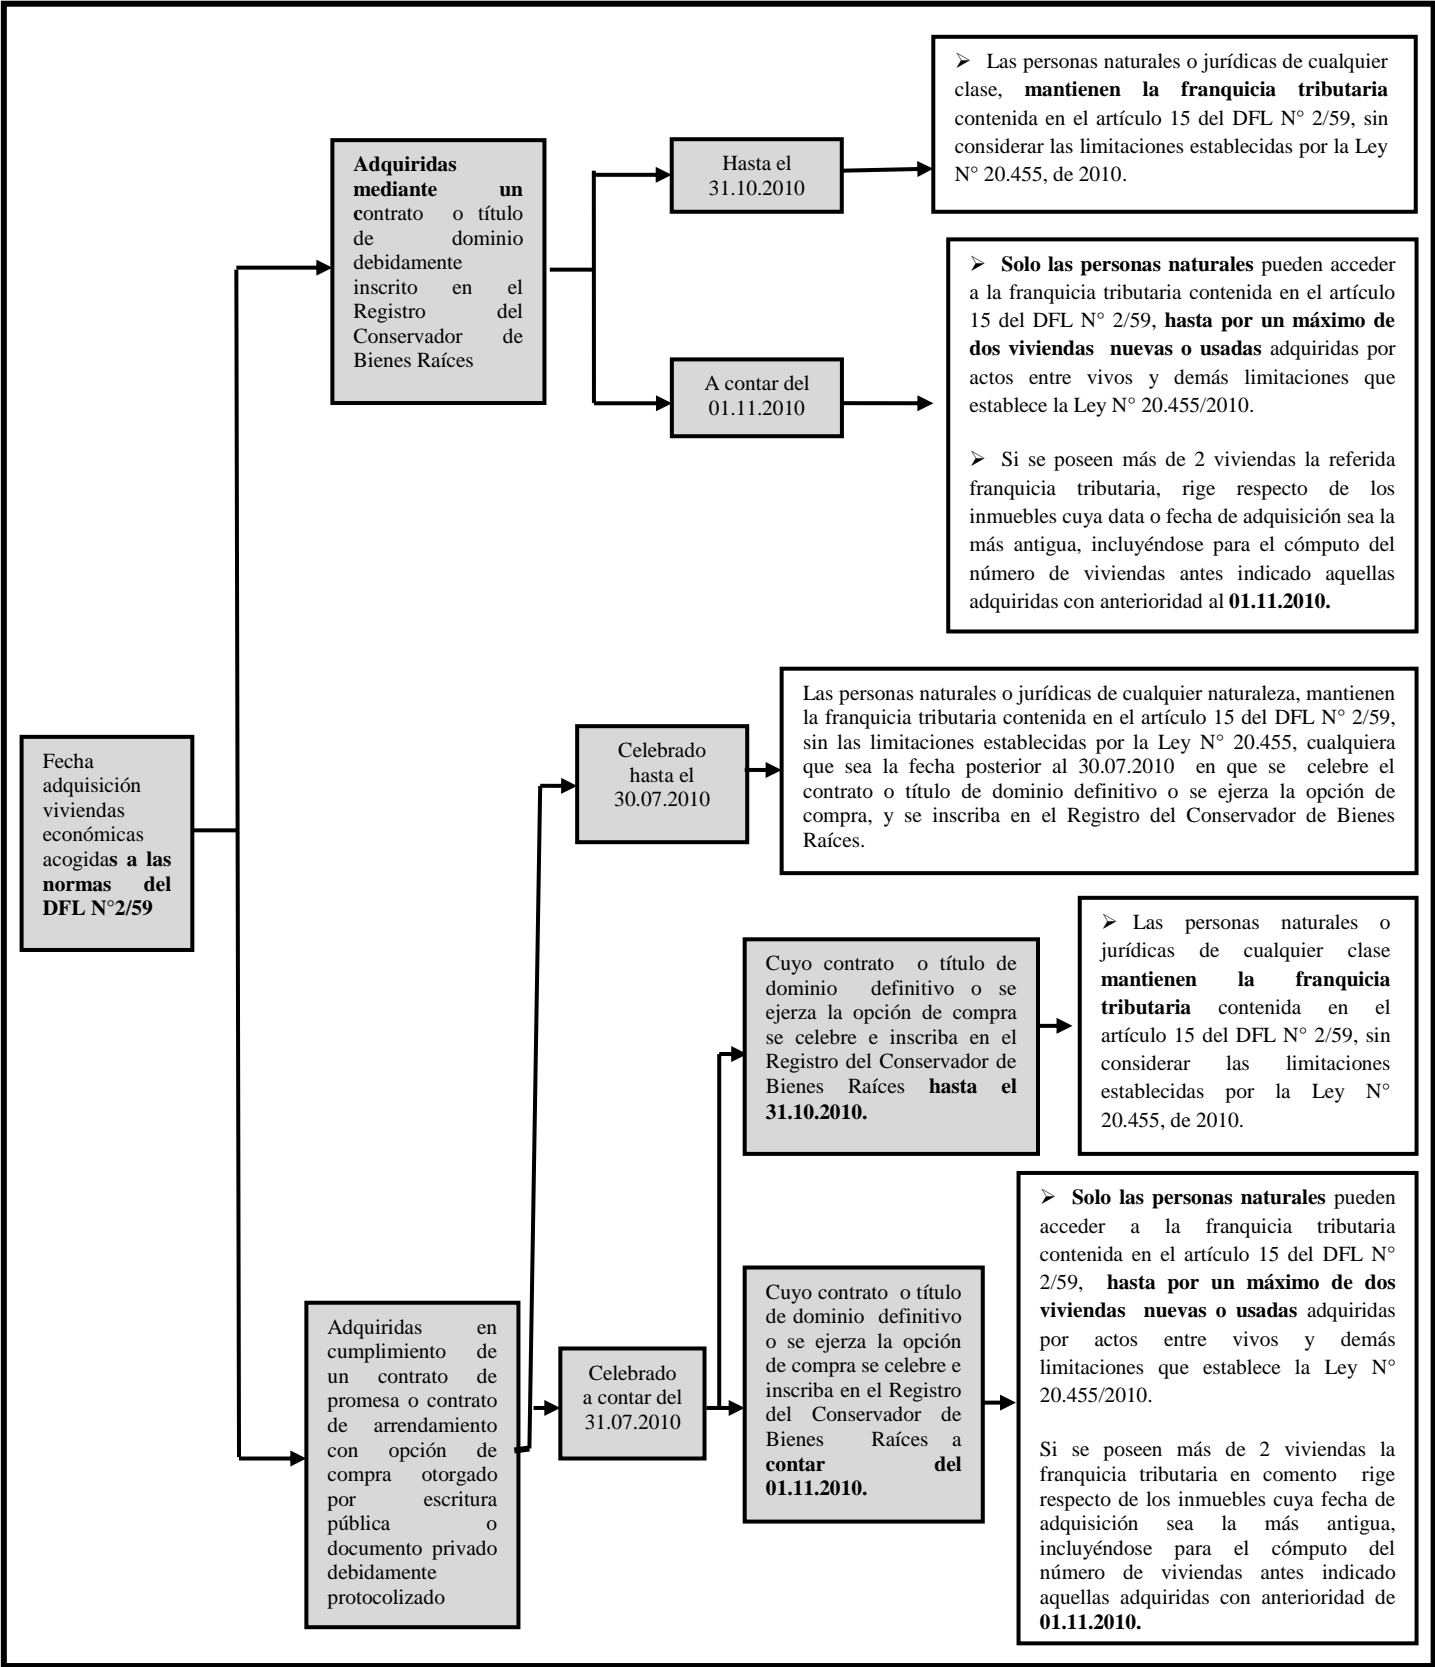 Fecha
adquisición
viviendas
económicas
acogidas a las
normas del
DFL N°2/59
Adquiridas
mediante un
contrato o título
de dominio
debidamente
inscrito en el
Registro del
Conservador de
Bienes Raíces
Hasta el
31.10.2010
➢ Las personas naturales o jurídicas de cualquier
clase, mantienen la franquicia tributaria
contenida en el artículo 15 del DFL N° 2/59, sin
considerar las limitaciones establecidas por la Ley
N° 20.455, de 2010.
A contar del
01.11.2010
➢ Solo las personas naturales pueden acceder
a la franquicia tributaria contenida en el artículo
15 del DFL N° 2/59, hasta por un máximo de
dos viviendas nuevas o usadas adquiridas por
actos entre vivos y demás limitaciones que
establece la Ley N° 20.455/2010.
➢ Si se poseen más de 2 viviendas la referida
franquicia tributaria, rige respecto de los
inmuebles cuya data o fecha de adquisición sea la
más antigua, incluyéndose para el cómputo del
número de viviendas antes indicado aquellas
adquiridas con anterioridad al 01.11.2010.
Adquiridas en
cumplimiento de
un contrato de
promesa o contrato
de arrendamiento
con opción de
compra otorgado
por escritura
pública o
documento privado
debidamente
protocolizado
Celebrado
hasta el
30.07.2010
Las personas naturales o jurídicas de cualquier naturaleza, mantienen
la franquicia tributaria contenida en el artículo 15 del DFL N° 2/59,
sin las limitaciones establecidas por la Ley N° 20.455, cualquiera
que sea la fecha posterior al 30.07.2010 en que se celebre el
contrato o título de dominio definitivo o se ejerza la opción de
compra, y se inscriba en el Registro del Conservador de Bienes
Raíces.
Celebrado
a contar del
31.07.2010
Cuyo contrato o título de
dominio definitivo o se
ejerza la opción de compra
se celebre e inscriba en el
Registro del Conservador de
Bienes Raíces hasta el
31.10.2010.
➢ Las personas naturales o
jurídicas de cualquier clase
mantienen la franquicia
tributaria contenida en el
artículo 15 del DFL N° 2/59, sin
considerar las limitaciones
establecidas por la Ley N°
20.455, de 2010.
Cuyo contrato o título
de dominio definitivo
o se ejerza la opción
de compra se celebre e
inscriba en el Registro
del Conservador de
Bienes Raíces a
contar del
01.11.2010.
➢ Solo las personas naturales pueden
acceder a la franquicia tributaria
contenida en el artículo 15 del DFL N°
2/59, hasta por un máximo de dos
viviendas nuevas o usadas adquiridas
por actos entre vivos y demás
limitaciones que establece la Ley N°
20.455/2010.
Si se poseen más de 2 viviendas la
franquicia tributaria en comento rige
respecto de los inmuebles cuya fecha de
adquisición sea la más antigua,
incluyéndose para el cómputo del
número de viviendas antes indicado
aquellas adquiridas con anterioridad de
01.11.2010.